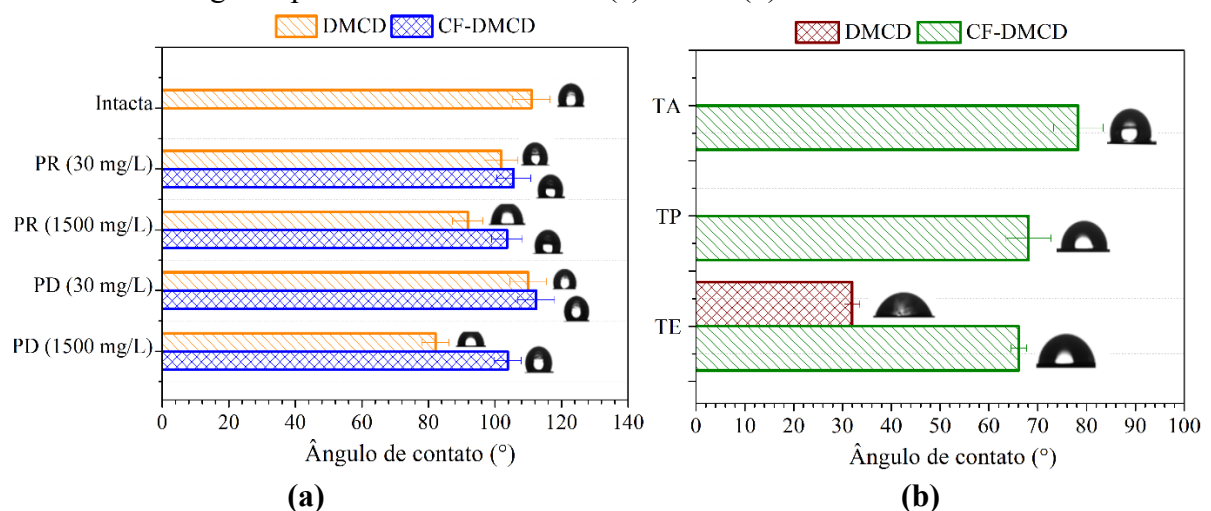 DMCD CF-DMCD
Intacta
PR (30 mg/L)
PR (1500 mg/L)
PD (30 mg/L)
PD (1500 mg/L)
0 20 40 60 80 100 120 140
Ângulo de contato (°)
(a)
DMCD CF-DMCD
TA
TP
TE
0 10 20 30 40 50 60 70 80 90 100
Ângulo de contato (°)
(b)